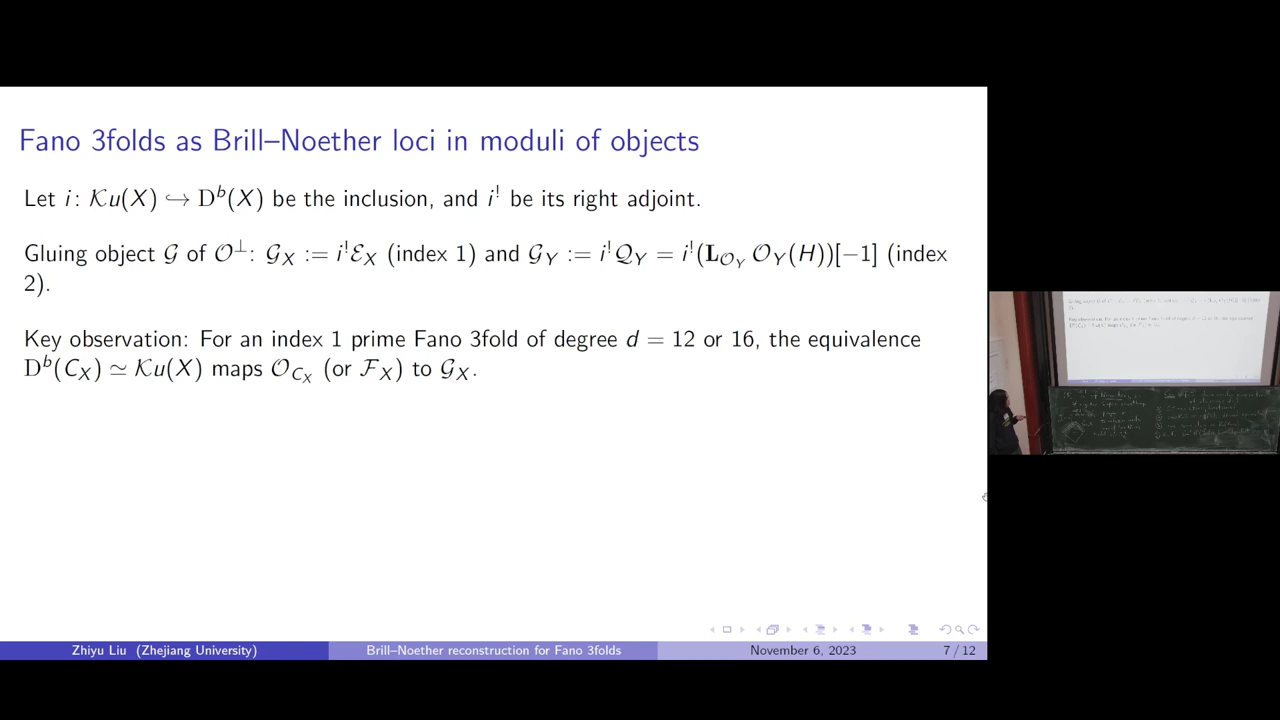 Fano 3folds as Brill–Noether loci in moduli of objects
Let i: 𝒦u(X) ↪ Dᵇ(X) be the inclusion, and i^! be its right adjoint.
Gluing object 𝒢 of 𝒪^⊥: 𝒢_X := i^!ℰ_X (index 1) and 𝒢_Y := i^!𝒬_Y = i^!(𝐋_{𝒪_Y} 𝒪_Y(H))[−1] (index
2).
Key observation: For an index 1 prime Fano 3fold of degree d = 12 or 16, the equivalence
Dᵇ(C_X) ≃ 𝒦u(X) maps 𝒪_{C_X} (or ℱ_X) to 𝒢_X.
Zhiyu Liu (Zhejiang University) Brill–Noether reconstruction for Fano 3folds November 6, 2023 7 / 12